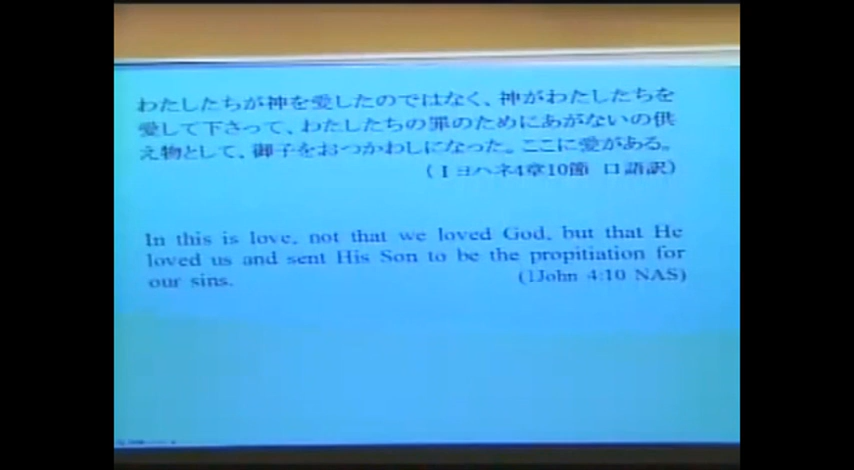 わたしたちが神を愛したのではなく、神がわたしたちを
愛して下さって、わたしたちの罪のためにあがないの供
え物として、御子をおつかわしになった。ここに愛がある。
（Ｉヨハネ4章10節　口語訳）
In this is love, not that we loved God, but that He
loved us and sent His Son to be the propitiation for
our sins. (1John 4:10 NAS)